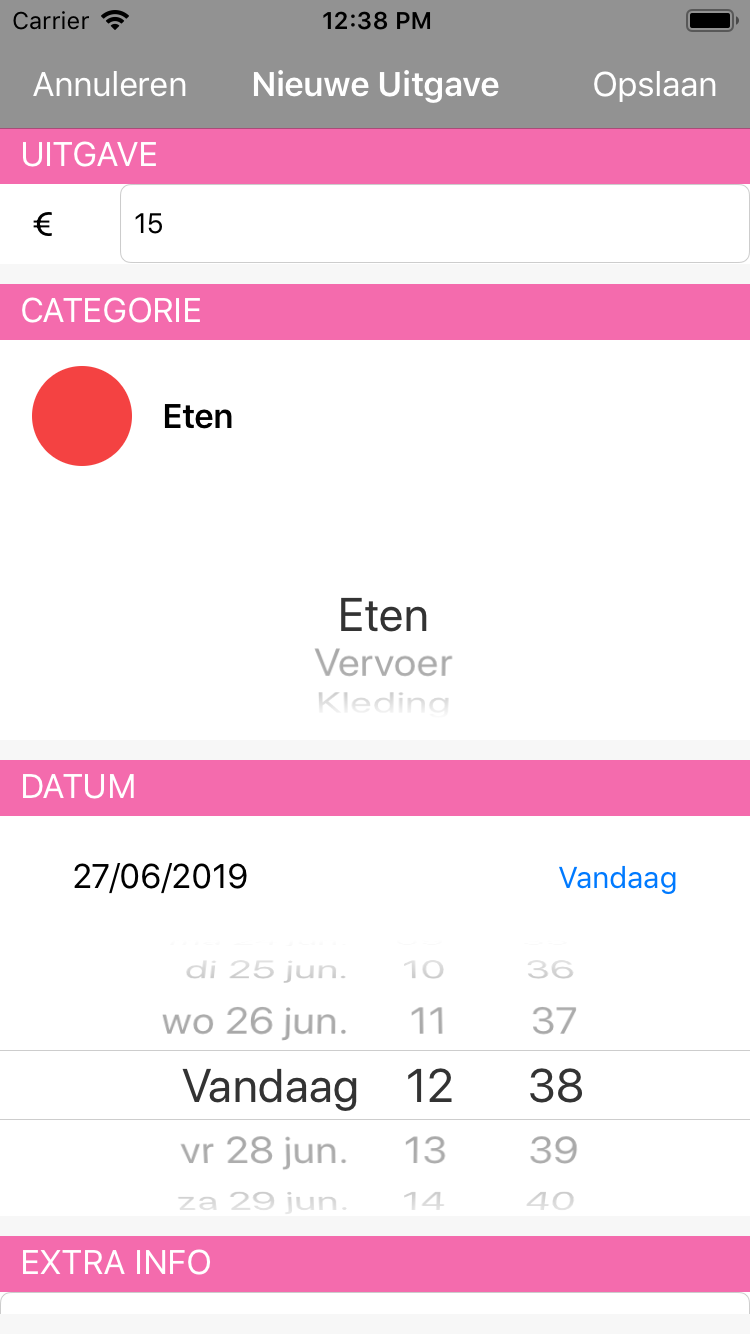 Carrier 12:38 PM
Annuleren Nieuwe Uitgave Opslaan
UITGAVE
€ 15
CATEGORIE
Eten
Eten
Vervoer
Kleding
DATUM
27/06/2019 Vandaag
di 25 jun. 10 36
wo 26 jun. 11 37
Vandaag 12 38
vr 28 jun. 13 39
za 29 jun. 14 40
EXTRA INFO